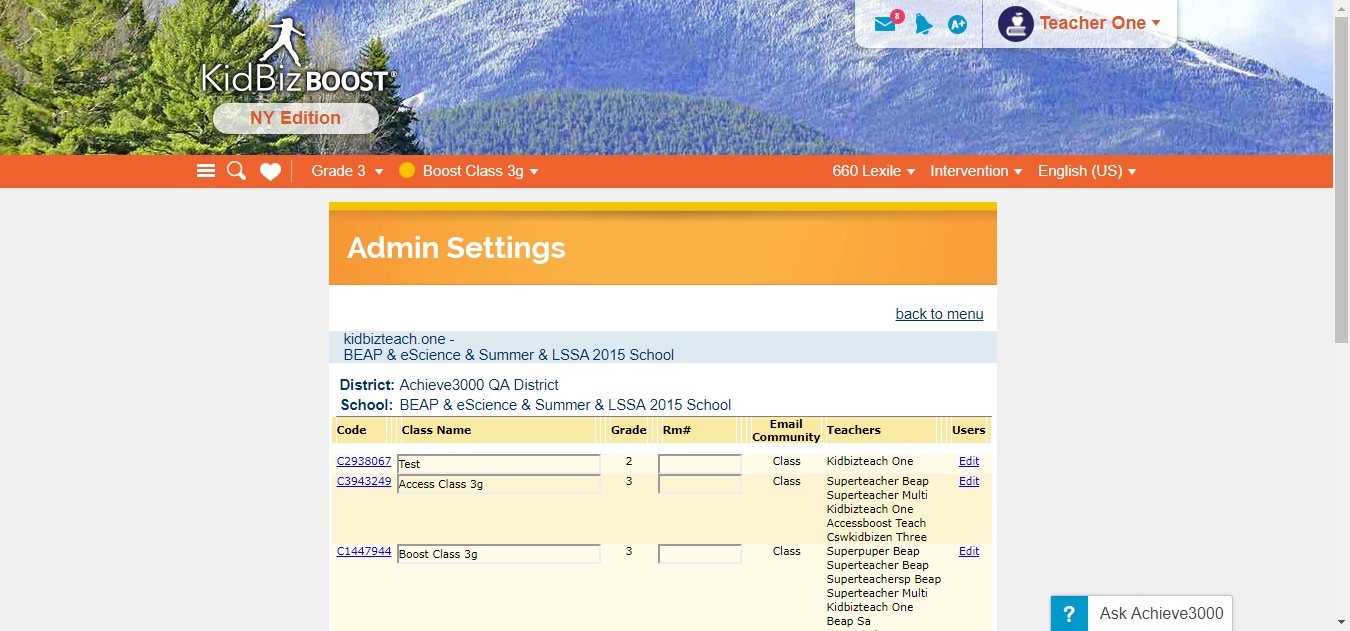 8
A+
Teacher One
KidBizBOOST®
NY Edition
Grade 3
Boost Class 3g
660 Lexile
Intervention
English (US)
Admin Settings
back to menu
kidbizteach.one -
BEAP & eScience & Summer & LSSA 2015 School
District: Achieve3000 QA District
School: BEAP & eScience & Summer & LSSA 2015 School
Code Class Name Grade Rm# Email Community Teachers Users
C2938067 Test 2 Class Kidbizteach One Edit
C3943249 Access Class 3g 3 Class Superteacher Beap Edit
Superteacher Multi
Kidbizteach One
Accessboost Teach
Cswkidbizen Three
C1447944 Boost Class 3g 3 Class Superpuper Beap Edit
Superteacher Beap
Superteachersp Beap
Superteacher Multi
Kidbizteach One
Beap Sa
? Ask Achieve3000